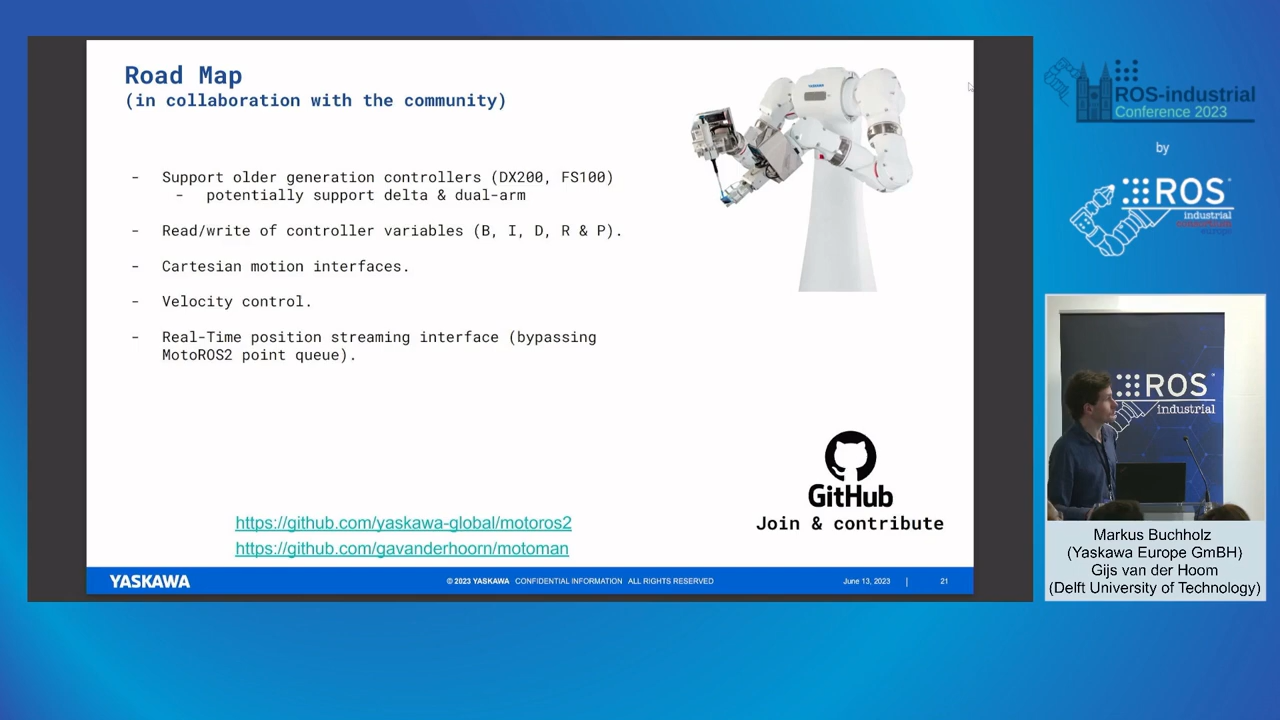 Road Map
(in collaboration with the community)
- Support older generation controllers (DX200, FS100)
- potentially support delta & dual-arm
- Read/write of controller variables (B, I, D, R & P).
- Cartesian motion interfaces.
- Velocity control.
- Real-Time position streaming interface (bypassing
MotoROS2 point queue).
YASKAWA
GitHub
Join & contribute
https://github.com/yaskawa-global/motoros2
https://github.com/gavanderhoorn/motoman
YASKAWA
© 2023 YASKAWA CONFIDENTIAL INFORMATION ALL RIGHTS RESERVED
June 13, 2023 | 21
ROS-industrial
Conference 2023
by
ROS
industrial
consortium
europe
ROS
industrial
Markus Buchholz
(Yaskawa Europe GmBH)
Gijs van der Hoom
(Delft University of Technology)